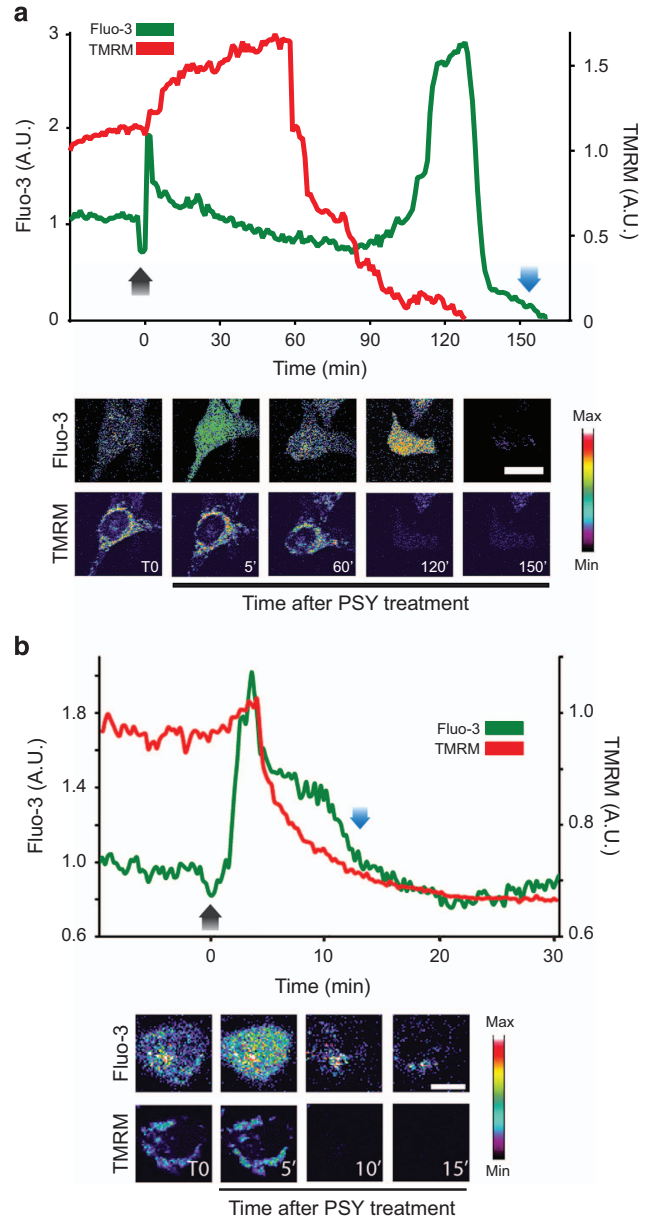 a
Fluo-3
TMRM
3
2
1
0
Fluo-3 (A.U.)
1.5
1.0
0.5
0
TMRM (A.U.)
0 30 60 90 120 150
Time (min)
Fluo-3
TMRM
T0 5' 60' 120' 150'
Max
Min
Time after PSY treatment
b
Fluo-3
TMRM
1.8
1.4
1.0
0.6
Fluo-3 (A.U.)
1.0
0.8
0.6
TMRM (A.U.)
0 10 20 30
Time (min)
Fluo-3
TMRM
T0 5' 10' 15'
Max
Min
Time after PSY treatment